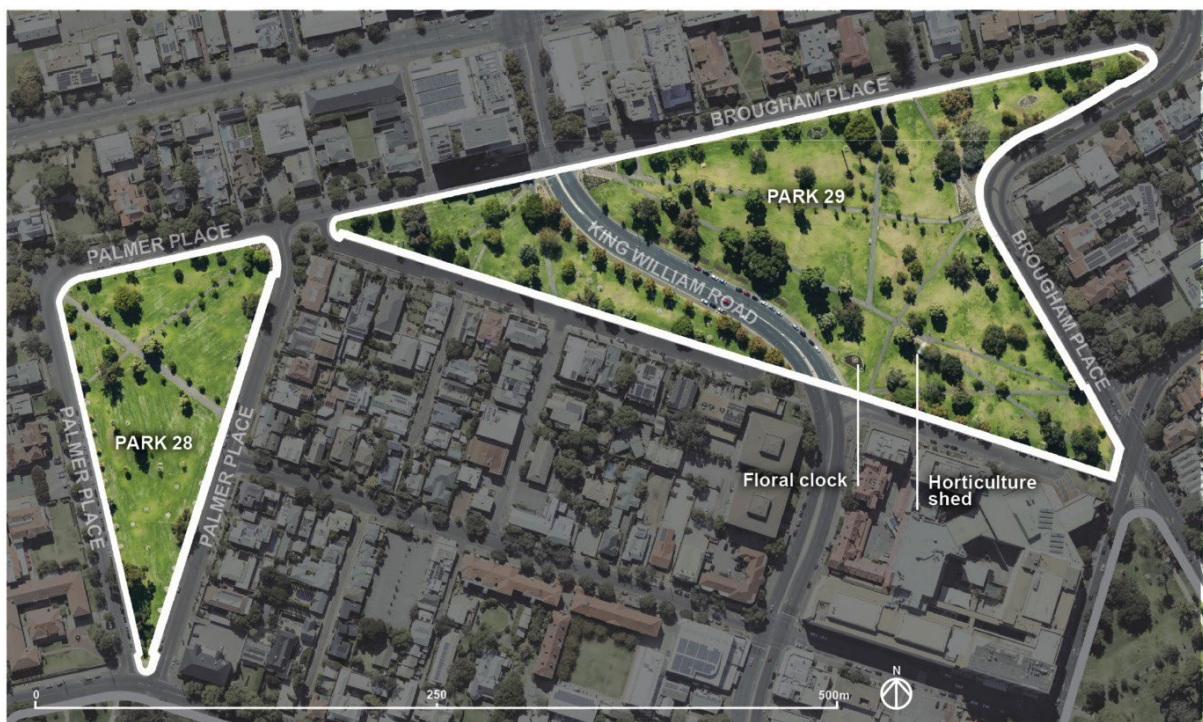 BROUGHAM PLACE
PARK 29
PALMER PLACE
KING WILLIAM ROAD
BROUGHAM PLACE
PALMER PLACE
PARK 28
PALMER PLACE
Floral clock
Horticulture
shed
N
0
250
500m